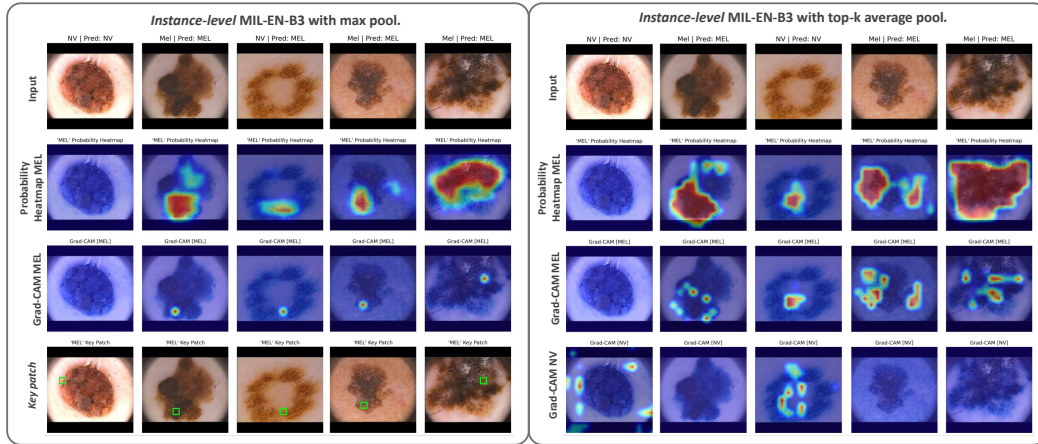 Instance-level MIL-EN-B3 with max pool.
NV | Pred: NV Mel | Pred: MEL NV | Pred: MEL Mel | Pred: MEL Mel | Pred: MEL
Input
'MEL' Probability Heatmap 'MEL' Probability Heatmap 'MEL' Probability Heatmap 'MEL' Probability Heatmap 'MEL' Probability Heatmap
Probability
Heatmap MEL
Grad-CAM [MEL] Grad-CAM [MEL] Grad-CAM [MEL] Grad-CAM [MEL] Grad-CAM [MEL]
Grad-CAM MEL
'MEL' Key Patch 'MEL' Key Patch 'MEL' Key Patch 'MEL' Key Patch 'MEL' Key Patch
Key patch
Instance-level MIL-EN-B3 with top-k average pool.
NV | Pred: NV Mel | Pred: MEL NV | Pred: NV Mel | Pred: MEL Mel | Pred: MEL
Input
'MEL' Probability Heatmap 'MEL' Probability Heatmap 'MEL' Probability Heatmap 'MEL' Probability Heatmap 'MEL' Probability Heatmap
Probability
Heatmap MEL
Grad-CAM [MEL] Grad-CAM [MEL] Grad-CAM [MEL] Grad-CAM [MEL] Grad-CAM [MEL]
Grad-CAM MEL
Grad-CAM [NV] Grad-CAM [NV] Grad-CAM [NV] Grad-CAM [NV] Grad-CAM [NV]
Grad-CAM NV